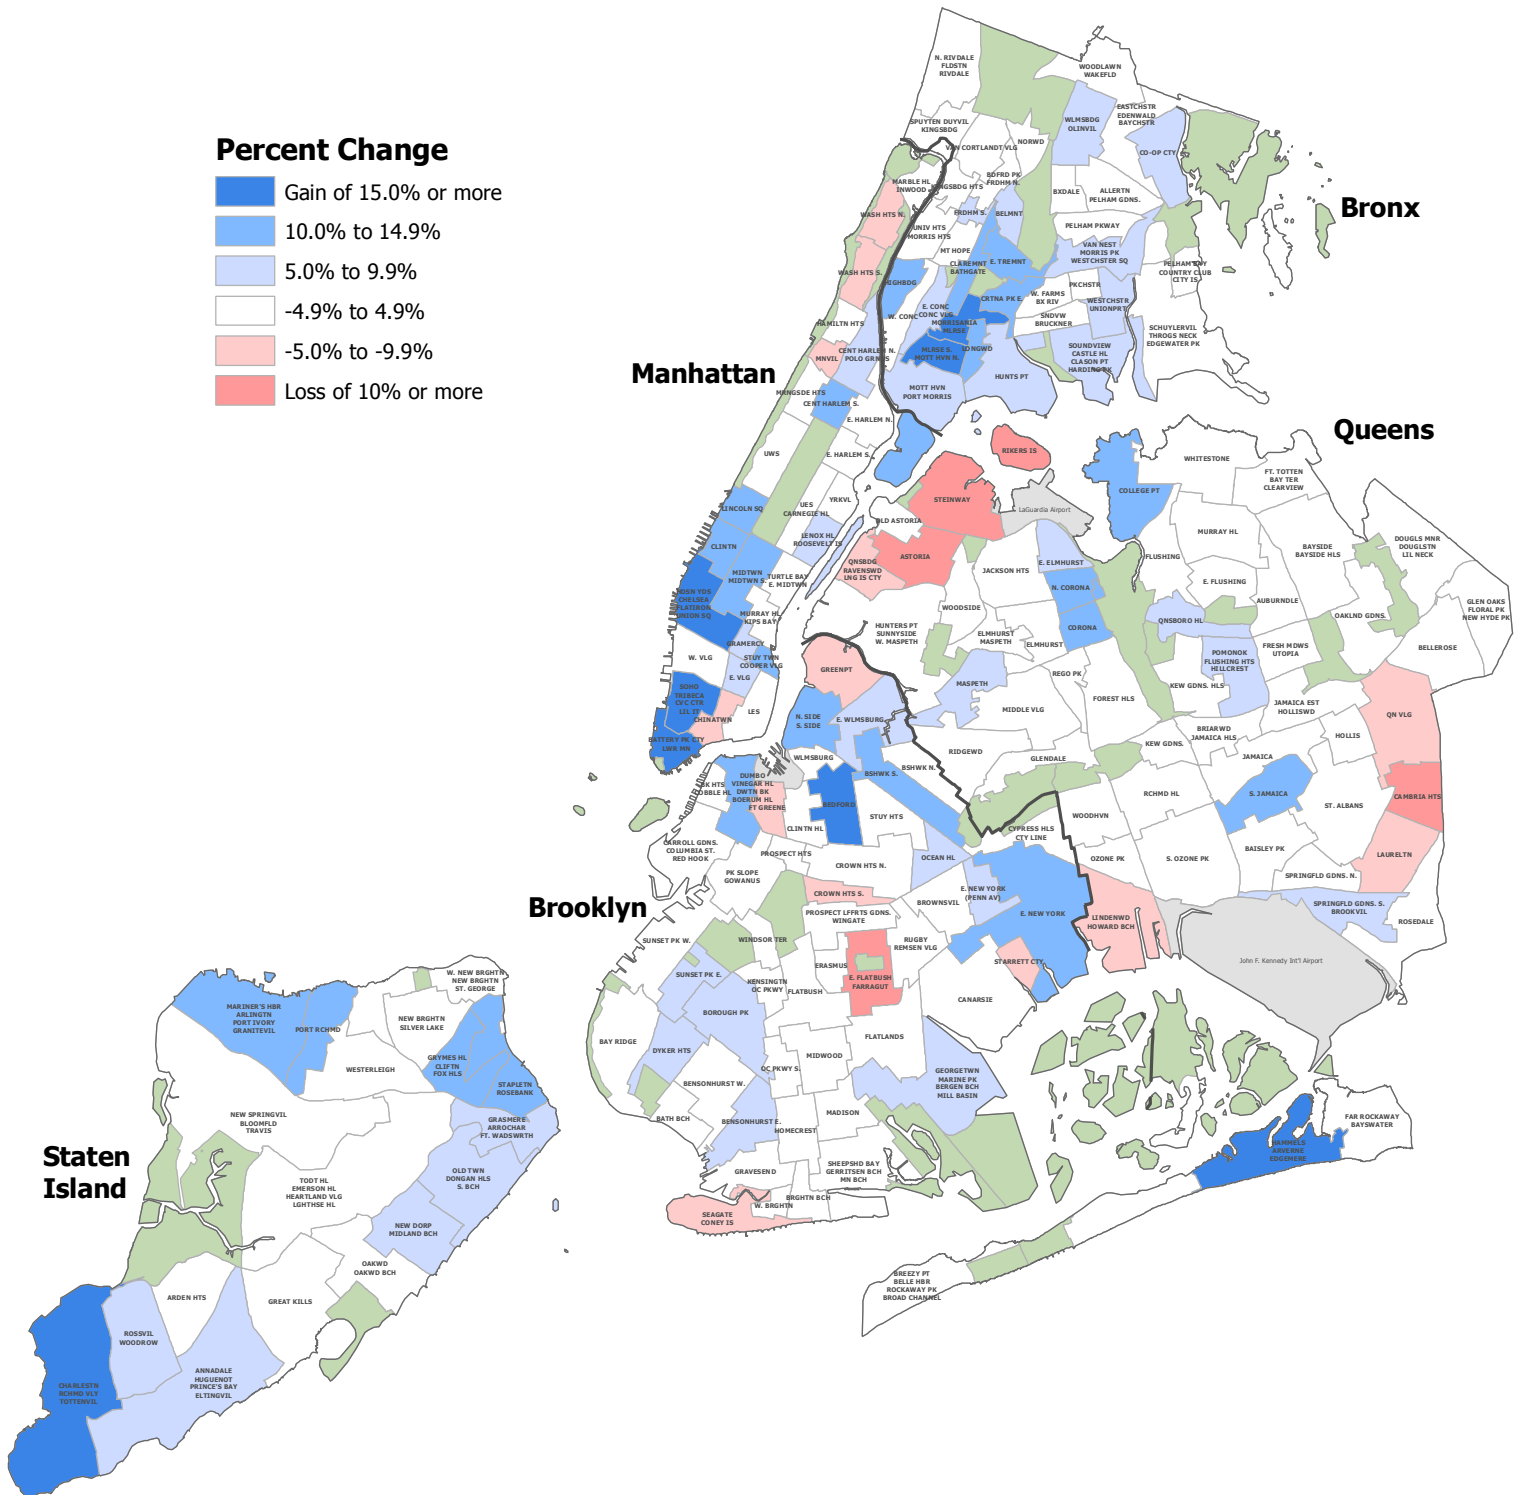 Percent Change
Gain of 15.0% or more
10.0% to 14.9%
5.0% to 9.9%
-4.9% to 4.9%
-5.0% to -9.9%
Loss of 10% or more
Bronx
N. RIVDALE
FLDSTN
RIVDALE
WOODLAWN
WAKEFLD
SPUYTEN DUYVIL
KINGSBDG
WLMSBDG
OLINVIL
EASTCHSTR
EDENWALD
BAYCHSTR
CO-OP CTY
VAN CORTLANDT VLG
NORWD
BDFRD PK
FRDHM N.
KINGSBDG HTS
BXDALE
ALLERTN
PELHAM GDNS.
FRDHM S.
BELMNT
PELHAM PKWAY
UNIV HTS
MORRIS HTS
MT HOPE
VAN NEST
MORRIS PK
WESTCHSTER SQ
CLAREMNT
BATHGATE
E. TREMNT
PELHAM BAY
COUNTRY CLUB
CITY IS
HIGHBDG
CRTNA PK E.
W. FARMS
BX RIV
PKCHSTR
WESTCHSTR
UNIONPRT
E. CONC
CONC VLG
W. CONC
MORRISANIA
MLRSE
SNDVW
BRUCKNER
SCHUYLERVIL
THROGS NECK
EDGEWATER PK
MLRSE S.
MOTT HVN N.
LONGWD
SOUNDVIEW
CASTLE HL
CLASON PT
HARDING PK
HUNTS PT
MOTT HVN
PORT MORRIS
RIKERS IS
Manhattan
MARBLE HL
INWOOD
WASH HTS N.
WASH HTS S.
HAMILTN HTS
MNVIL
CENT HARLEM N.
POLO GRNDS
MRNGSDE HTS
CENT HARLEM S.
E. HARLEM N.
UWS
E. HARLEM S.
YRKVL
UES
CARNEGIE HL
LINCOLN SQ
LENOX HL
ROOSEVELT IS
CLINTN
MIDTWN
MIDTWN S.
TURTLE BAY
E. MIDTWN
HDSN YDS
CHELSEA
FLATIRON
UNION SQ
MURRAY HL
KIPS BAY
GRAMERCY
STUY TWN
COOPER VLG
W. VLG
E. VLG
SOHO
TRIBECA
CVC CTR
LIL IT
LES
CHINATWN
BATTERY PK CTY
LWR MN
Queens
COLLEGE PT
WHITESTONE
FT. TOTTEN
BAY TER
CLEARVIEW
STEINWAY
OLD ASTORIA
LaGuardia Airport
ASTORIA
QNSBDG
RAVENSWD
LNG IS CTY
JACKSON HTS
E. ELMHURST
N. CORONA
CORONA
FLUSHING
MURRAY HL
E. FLUSHING
BAYSIDE
BAYSIDE HLS
DOUGLS MNR
DOUGLSTN
LIL NECK
AUBURNDLE
OAKLND GDNS.
GLEN OAKS
FLORAL PK
NEW HYDE PK
WOODSIDE
HUNTERS PT
SUNNYSIDE
W. MASPETH
ELMHURST
MASPETH
ELMHURST
QNSBORO HL
POMONOK
FLUSHING HTS
HILLCREST
FRESH MDWS
UTOPIA
BELLEROSE
MASPETH
REGO PK
FOREST HLS
KEW GDNS. HLS
MIDDLE VLG
JAMAICA EST
HOLLISWD
QN VLG
BRIARWD
JAMAICA HLS
HOLLIS
RIDGEWD
GLENDALE
KEW GDNS.
JAMAICA
RCHMD HL
S. JAMAICA
ST. ALBANS
CAMBRIA HTS
WOODHVN
OZONE PK
S. OZONE PK
BAISLEY PK
LAURELTN
SPRINGFLD GDNS. N.
SPRINGFLD GDNS. S.
BROOKVIL
ROSEDALE
LINDENWD
HOWARD BCH
John F. Kennedy Int'l Airport
FAR ROCKAWAY
BAYSWATER
HAMMELS
ARVERNE
EDGEMERE
BREEZY PT
BELLE HBR
ROCKAWAY PK
BROAD CHANNEL
Brooklyn
GREENPT
N. SIDE
S. SIDE
E. WLMSBURG
WLMSBURG
BSHWK S.
BSHWK N.
BK HTS
COBBLE HL
DUMBO
VINEGAR HL
DWTN BK
BOERUM HL
FT GREENE
BEDFORD
CLINTN HL
STUY HTS
CYPRESS HLS
CTY LINE
CARROLL GDNS.
COLUMBIA ST.
RED HOOK
PROSPECT HTS
CROWN HTS N.
OCEAN HL
PK SLOPE
GOWANUS
CROWN HTS S.
E. NEW YORK
(PENN AV)
BROWNSVIL
E. NEW YORK
PROSPECT LFFRTS GDNS.
WINGATE
SUNSET PK W.
WINDSOR TER
RUGBY
REMSEN VLG
ERASMUS
STARRETT CTY
SUNSET PK E.
KENSINGTN
OC PKWY
FLATBUSH
E. FLATBUSH
FARRAGUT
CANARSIE
BOROUGH PK
BAY RIDGE
DYKER HTS
FLATLANDS
MIDWOOD
OC PKWY S.
GEORGETWN
MARINE PK
BERGEN BCH
MILL BASIN
BENSONHURST W.
BATH BCH
BENSONHURST E.
MADISON
HOMECREST
GRAVESEND
SHEEPSHD BAY
GERRITSEN BCH
MN BCH
BRGHTN BCH
W. BRGHTN
SEAGATE
CONEY IS
Staten
Island
W. NEW BRGHTN
NEW BRGHTN
ST. GEORGE
MARINER'S HBR
ARLINGTN
PORT IVORY
GRANITEVIL
PORT RCHMD
NEW BRGHTN
SILVER LAKE
WESTERLEIGH
GRYMES HL
CLIFTN
FOX HLS
STAPLETN
ROSEBANK
NEW SPRINGVIL
BLOOMFLD
TRAVIS
GRASMERE
ARROCHAR
FT. WADSWRTH
TODT HL
EMERSON HL
HEARTLAND VLG
LGHTHSE HL
OLD TWN
DONGAN HLS
S. BCH
NEW DORP
MIDLAND BCH
OAKWD
OAKWD BCH
ARDEN HTS
GREAT KILLS
ROSSVIL
WOODROW
ANNADALE
HUGUENOT
PRINCE'S BAY
ELTINGVIL
CHARLESTN
RCHMD VLY
TOTTENVIL